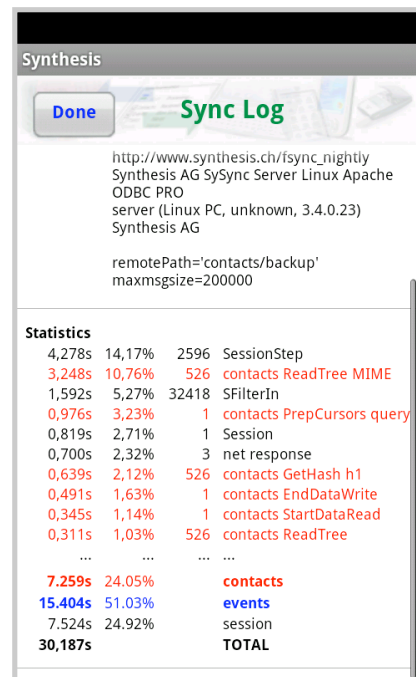 Synthesis
Done
Sync Log
http://www.synthesis.ch/fsync_nightly
Synthesis AG SySync Server Linux Apache
ODBC PRO
server (Linux PC, unknown, 3.4.0.23)
Synthesis AG
remotePath='contacts/backup'
maxmsgsize=200000
Statistics
4,278s 14,17% 2596 SessionStep
3,248s 10,76% 526 contacts ReadTree MIME
1,592s 5,27% 32418 SFilterIn
0,976s 3,23% 1 contacts PrepCursors query
0,819s 2,71% 1 Session
0,700s 2,32% 3 net response
0,639s 2,12% 526 contacts GetHash h1
0,491s 1,63% 1 contacts EndDataWrite
0,345s 1,14% 1 contacts StartDataRead
0,311s 1,03% 526 contacts ReadTree
... ... ... ...
7.259s 24.05% contacts
15.404s 51.03% events
7.524s 24.92% session
30,187s TOTAL